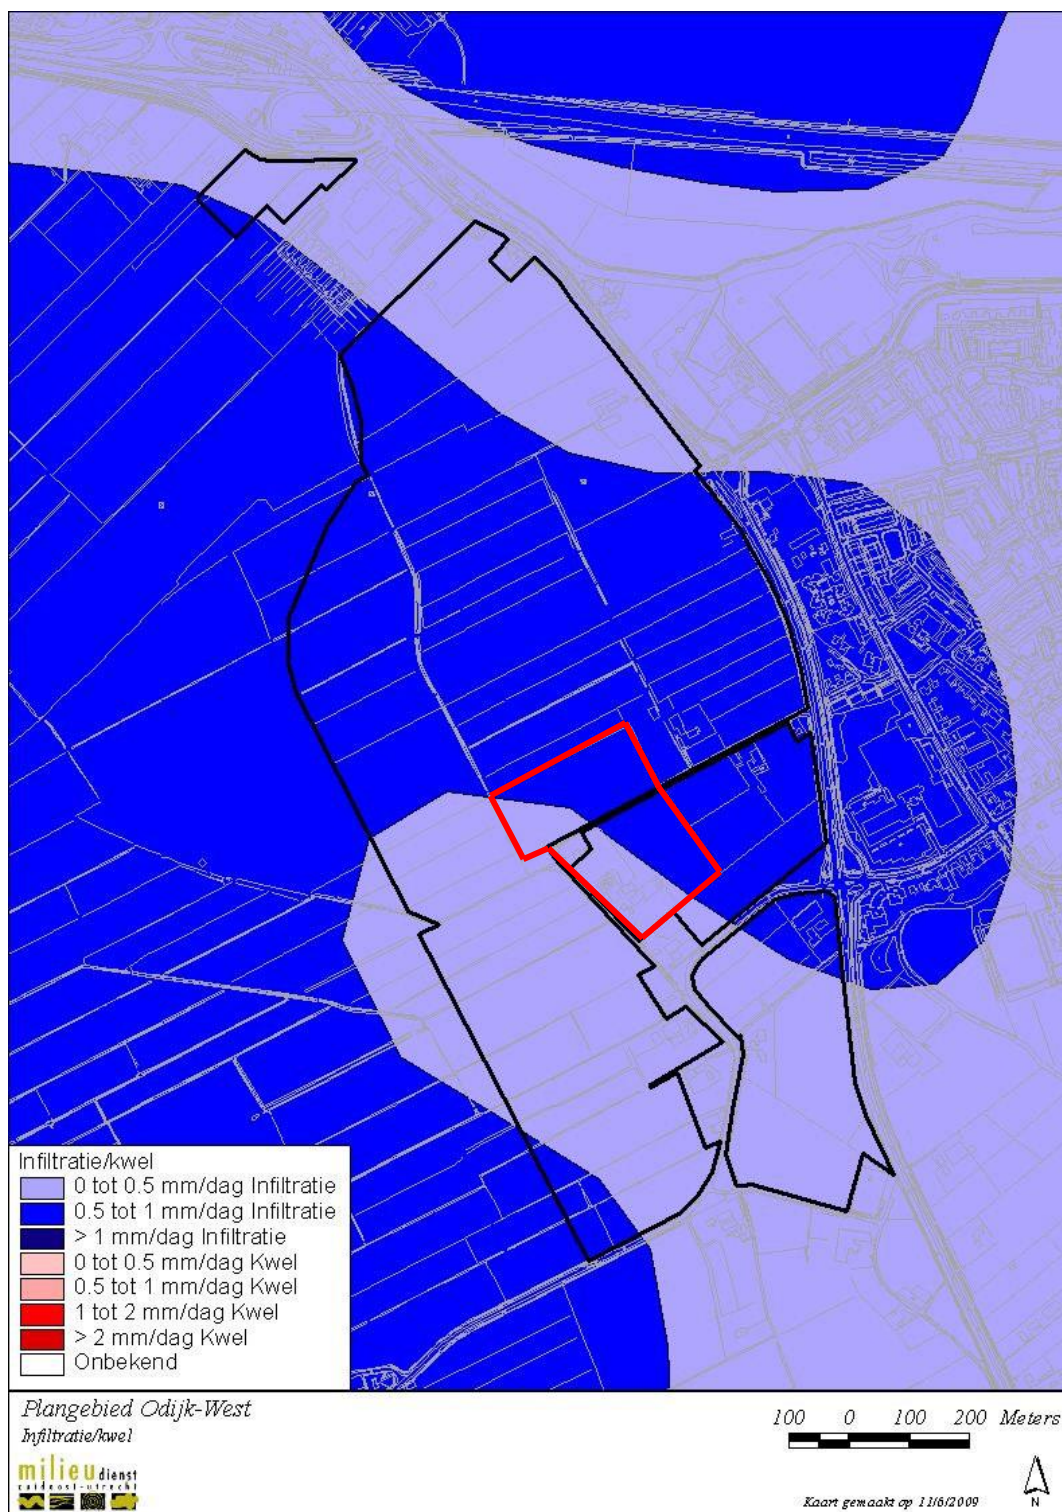 Infiltratie/kwel
0 tot 0.5 mm/dag Infiltratie
0.5 tot 1 mm/dag Infiltratie
> 1 mm/dag Infiltratie
0 tot 0.5 mm/dag Kwel
0.5 tot 1 mm/dag Kwel
1 tot 2 mm/dag Kwel
> 2 mm/dag Kwel
Onbekend
Plangebied Odijk-West
Infiltratie/kwel
milieudienst
zuidoost-utrecht
100 0 100 200 Meters
N
Kaart gemaakt op 11/6/2009